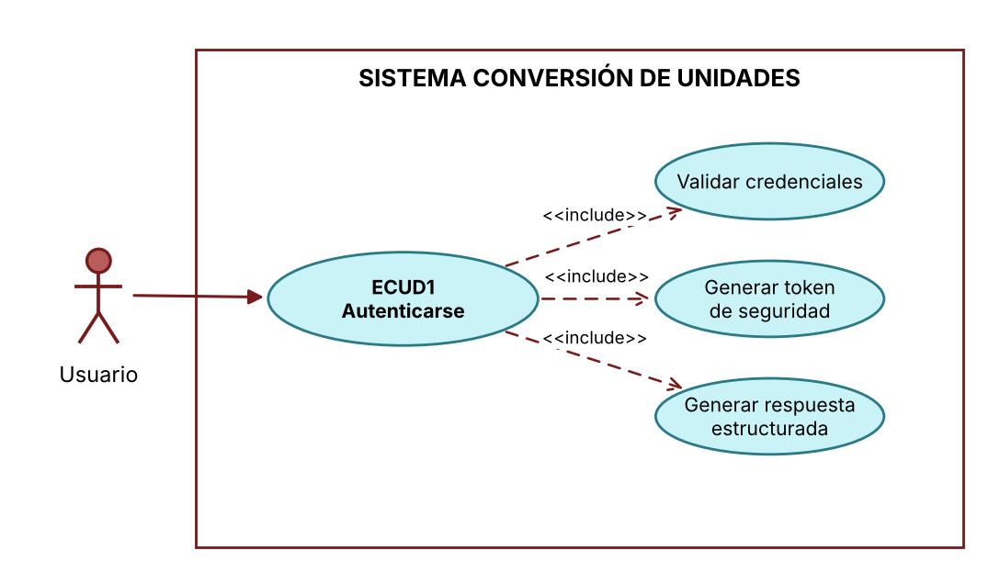 SISTEMA CONVERSIÓN DE UNIDADES
Validar credenciales
<<include>>
<<include>>
Generar token
de seguridad
ECUD1
Autenticarse
<<include>>
Usuario
Generar respuesta
estructurada